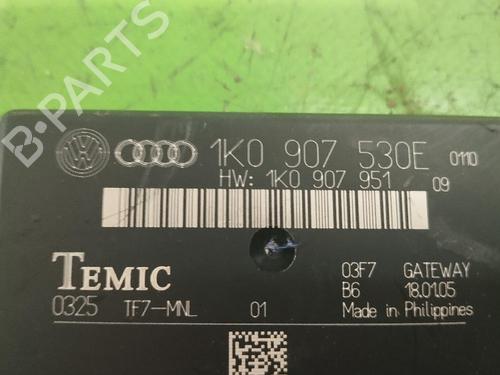 B-PARTS
1K0 907 530E 0110
HW: 1K0 907 951 09
TEMIC
03F7 GATEWAY
B6 18.01.05
0325 TF7-MNL 01 Made in Philippines